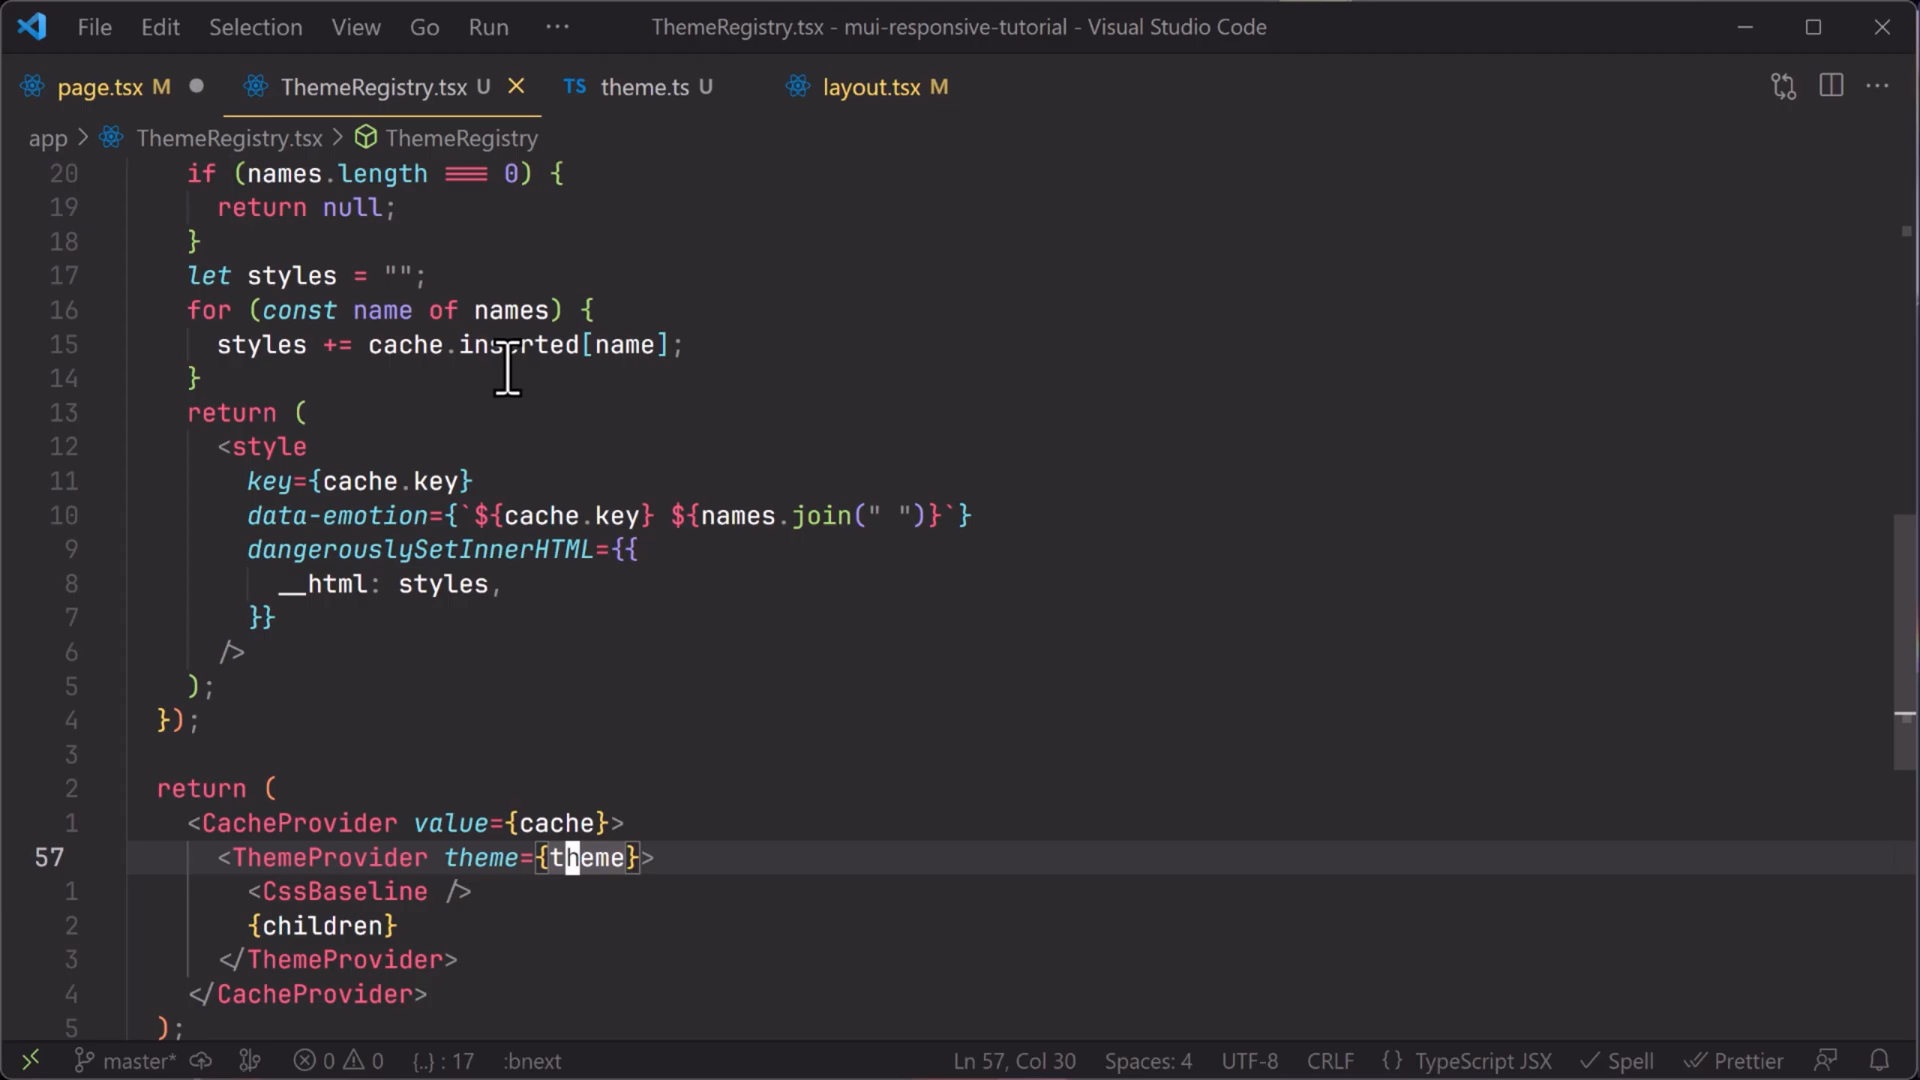 File Edit Selection View Go Run ··· ThemeRegistry.tsx - mui-responsive-tutorial - Visual Studio Code
page.tsx M ThemeRegistry.tsx U TS theme.ts U layout.tsx M
app > ThemeRegistry.tsx > ThemeRegistry
20 if (names.length === 0) {
19 return null;
18 }
17 let styles = "";
16 for (const name of names) {
15 styles += cache.inserted[name];
14 }
13 return (
12 <style
11 key={cache.key}
10 data-emotion={`${cache.key} ${names.join(" ")}`}
9 dangerouslySetInnerHTML={{
8 __html: styles,
7 }}
6 />
5 );
4 });
3
2 return (
1 <CacheProvider value={cache}>
57 <ThemeProvider theme={theme}>
1 <CssBaseline />
2 {children}
3 </ThemeProvider>
4 </CacheProvider>
5 );
master* 0 0 {..} : 17 :bnext Ln 57, Col 30 Spaces: 4 UTF-8 CRLF {} TypeScript JSX Spell Prettier